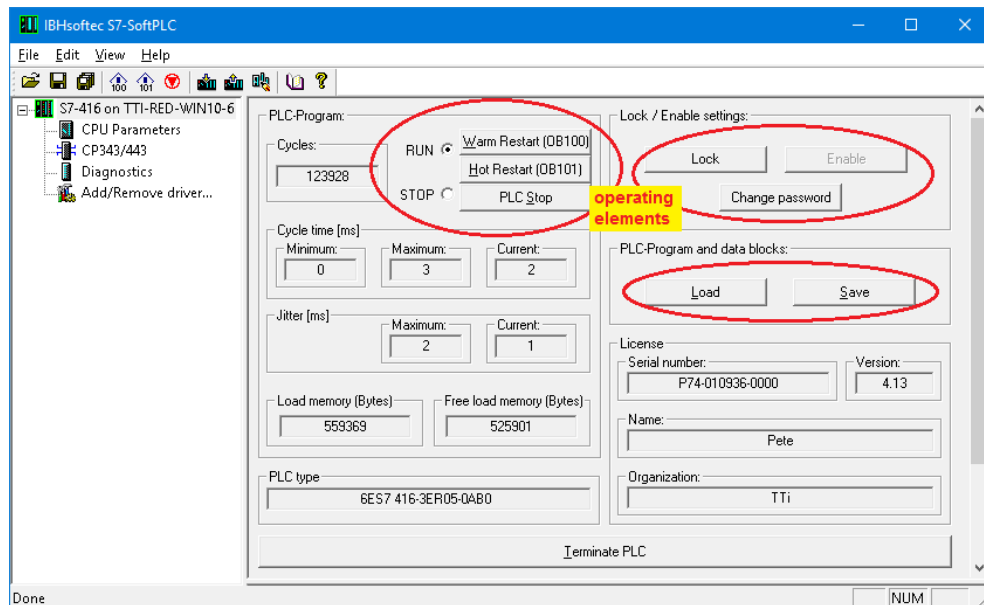 IBHsoftec S7-SoftPLC
File Edit View Help
100 101
S7-416 on TTI-RED-WIN10-6
CPU Parameters
CP343/443
Diagnostics
Add/Remove driver...
PLC-Program:
Cycles:
123928
RUN
Warm Restart (OB100)
Hot Restart (OB101)
STOP
PLC Stop
operating
elements
Cycle time [ms]
Minimum: Maximum: Current:
0 3 2
Jitter [ms]
Maximum: Current:
2 1
Load memory (Bytes) Free load memory (Bytes)
559369 525901
PLC type
6ES7 416-3ER05-0AB0
Lock / Enable settings:
Lock Enable
Change password
PLC-Program and data blocks:
Load Save
License
Serial number: Version:
P74-010936-0000 4.13
Name:
Pete
Organization:
TTi
Terminate PLC
Done NUM